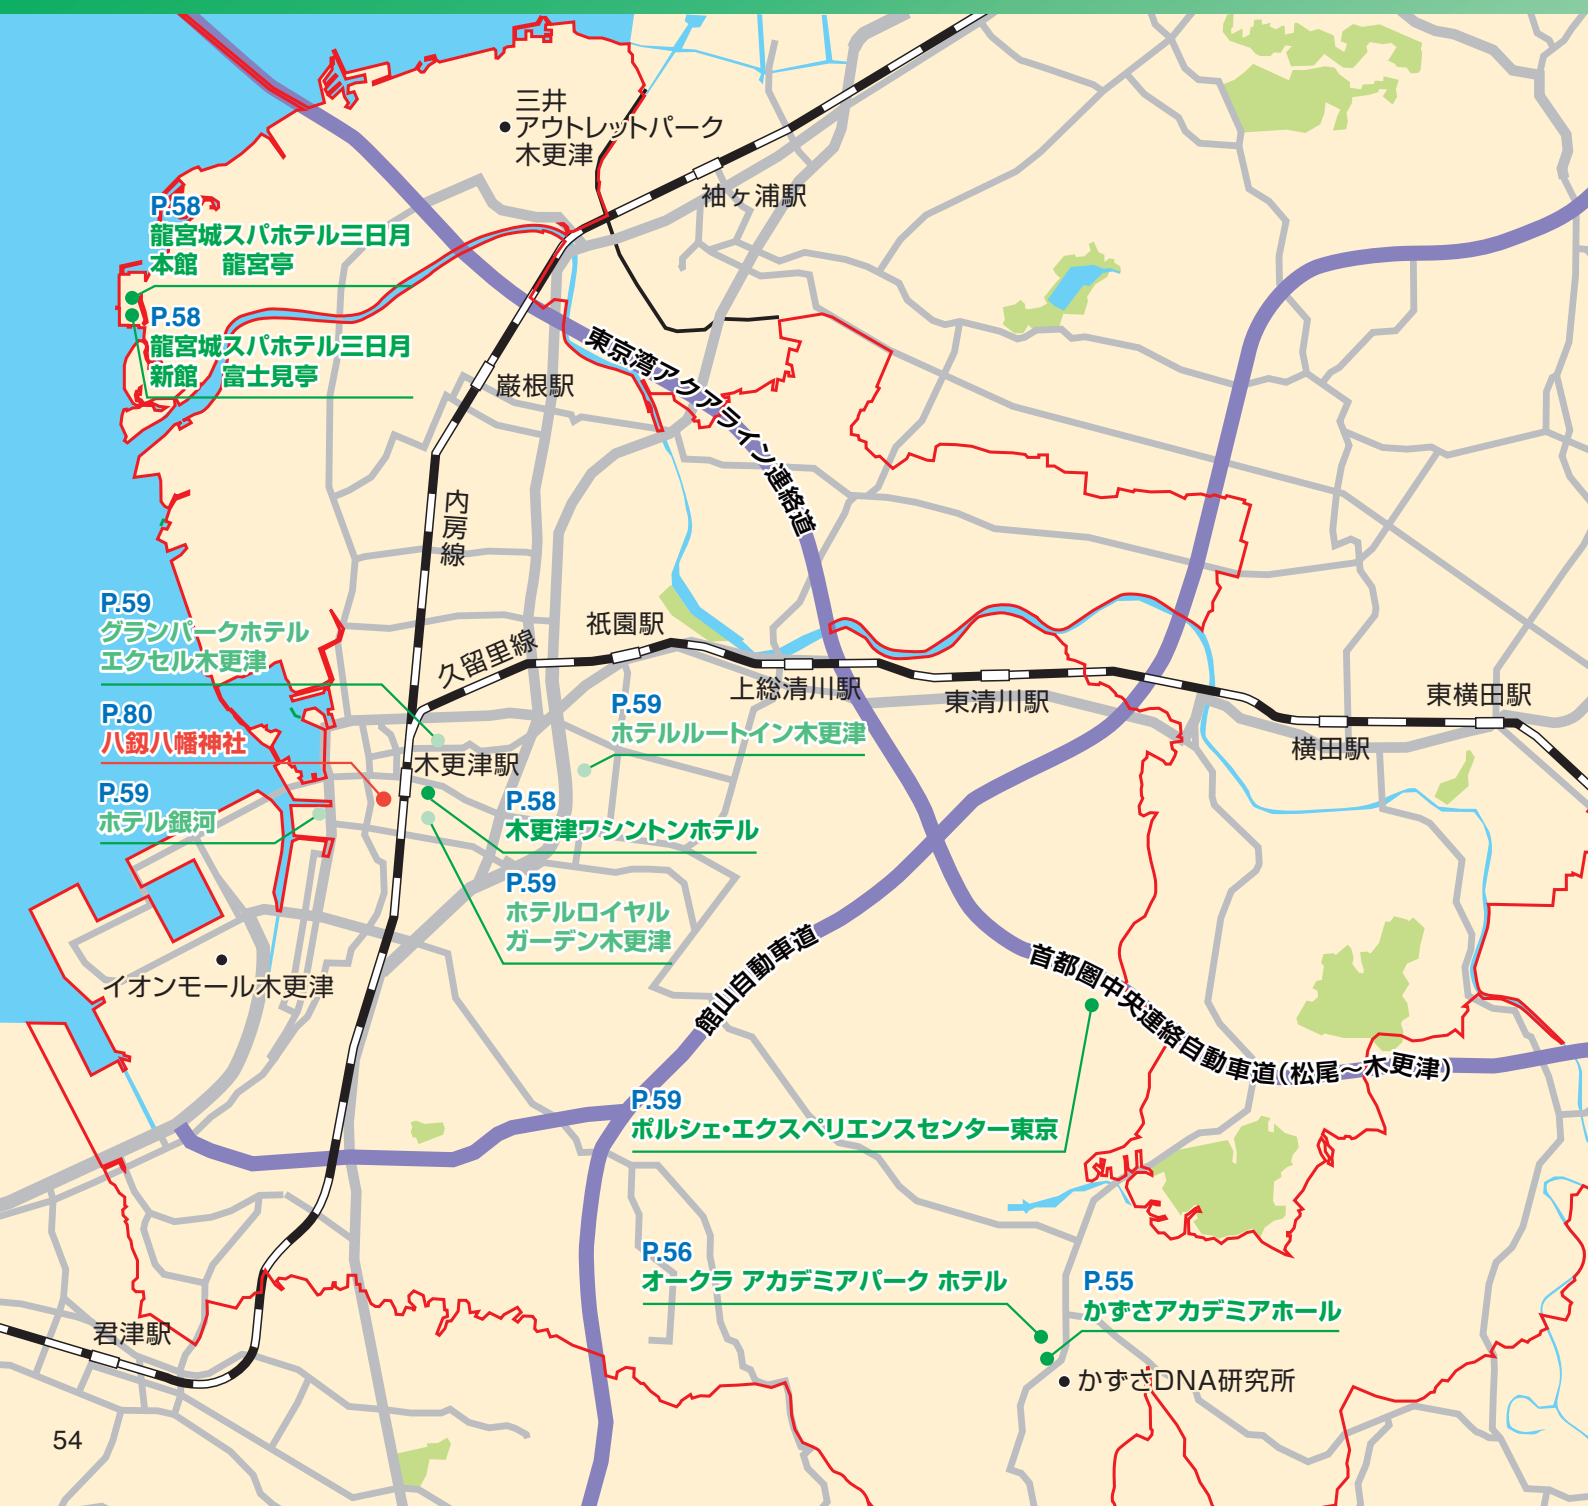 三井
アウトレットパーク
木更津
袖ヶ浦駅
P.58
龍宮城スパホテル三日月
本館　龍宮亭
P.58
龍宮城スパホテル三日月
新館　富士見亭
東京湾アクアライン連絡道
巌根駅
内房線
P.59
グランパークホテル
エクセル木更津
久留里線
祇園駅
上総清川駅
東清川駅
横田駅
東横田駅
P.80
八剱八幡神社
P.59
ホテルルートイン木更津
木更津駅
P.59
ホテル銀河
P.58
木更津ワシントンホテル
P.59
ホテルロイヤル
ガーデン木更津
イオンモール木更津
館山自動車道
首都圏中央連絡自動車道(松尾～木更津)
P.59
ポルシェ・エクスペリエンスセンター東京
P.56
オークラ アカデミアパーク ホテル
P.55
かずさアカデミアホール
君津駅
かずさDNA研究所
54